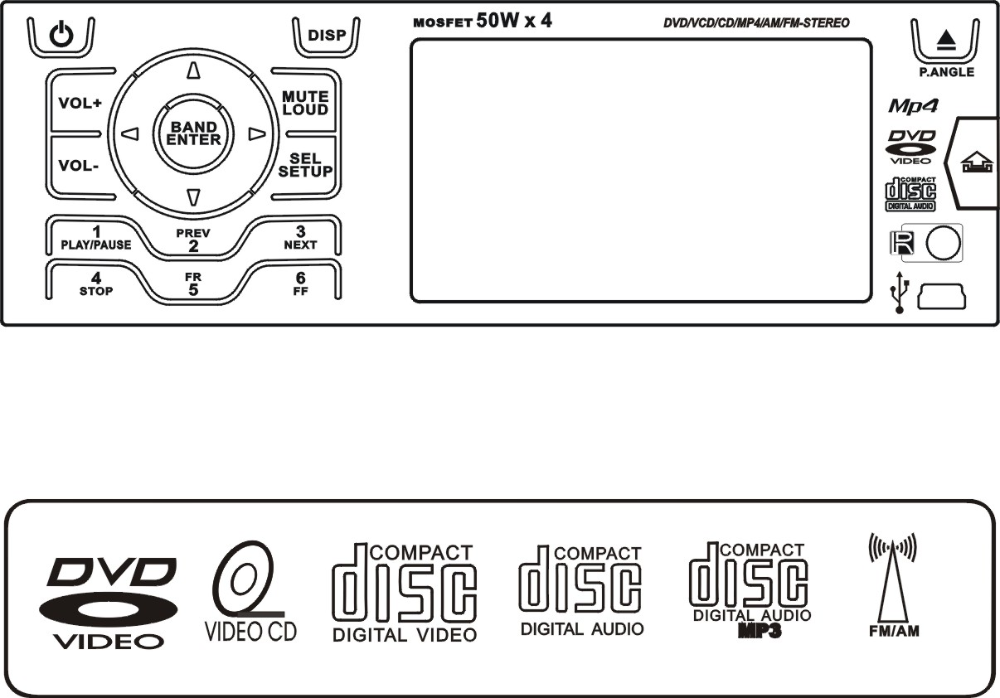 MOSFET 50W x 4
DVD/VCD/CD/MP4/AM/FM-STEREO
DISP
P.ANGLE
VOL+
MUTE
LOUD
BAND
ENTER
VOL-
SEL
SETUP
1
PLAY/PAUSE
PREV
2
3
NEXT
4
STOP
FR
5
6
FF
Mp4
DVD
VIDEO
COMPACT
disc
DIGITAL AUDIO
R
DVD
VIDEO
VIDEO CD
COMPACT
disc
DIGITAL VIDEO
COMPACT
disc
DIGITAL AUDIO
COMPACT
disc
DIGITAL AUDIO
MP3
FM/AM